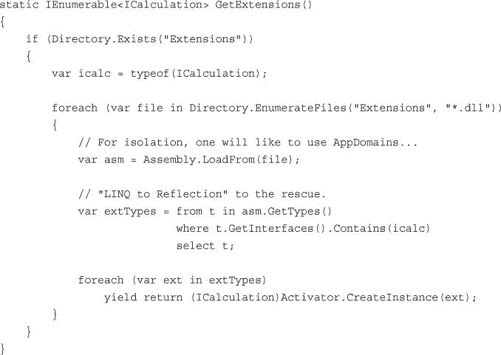 static IEnumerable<ICalculation> GetExtensions()
{
    if (Directory.Exists("Extensions"))
    {
        var icalc = typeof(ICalculation);

        foreach (var file in Directory.EnumerateFiles("Extensions", "*.dll"))
        {
            // For isolation, one will like to use AppDomains...
            var asm = Assembly.LoadFrom(file);

            // "LINQ to Reflection" to the rescue.
            var extTypes = from t in asm.GetTypes()
                           where t.GetInterfaces().Contains(icalc)
                           select t;

            foreach (var ext in extTypes)
                yield return (ICalculation)Activator.CreateInstance(ext);
        }
    }
}